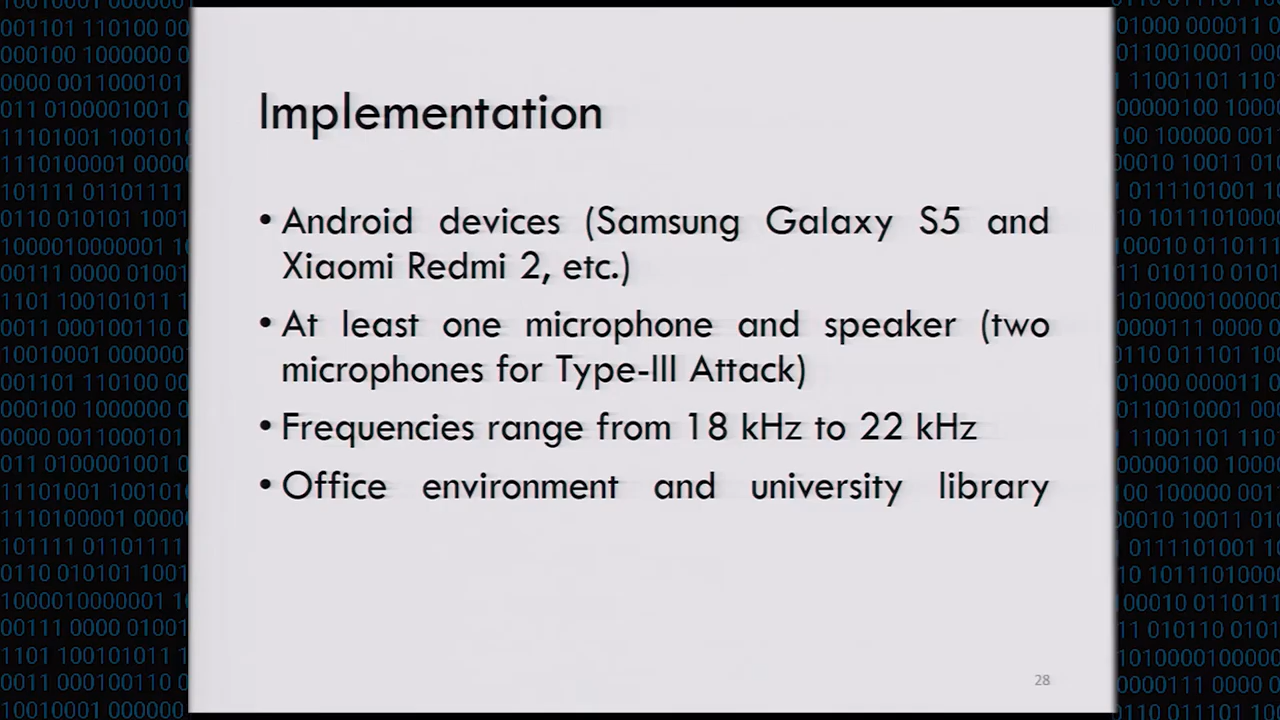 Implementation
• Android devices (Samsung Galaxy S5 and
Xiaomi Redmi 2, etc.)
• At least one microphone and speaker (two
microphones for Type-III Attack)
• Frequencies range from 18 kHz to 22 kHz
• Office environment and university library
28